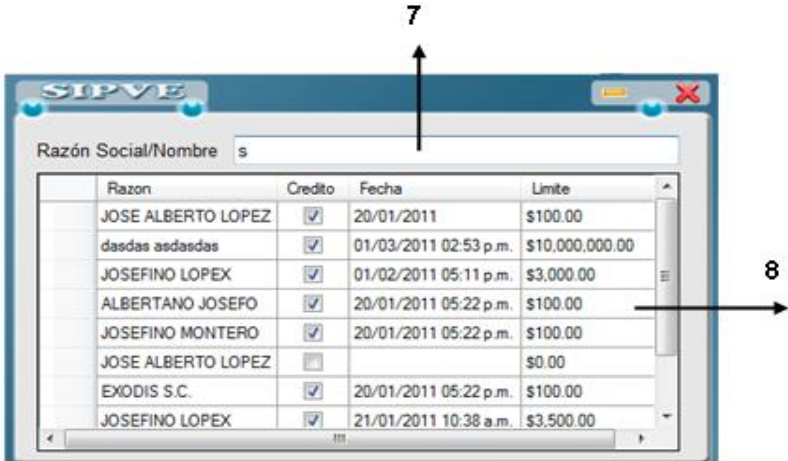 7
SIPVE
Razón Social/Nombre s
Razon Credito Fecha Limite
JOSE ALBERTO LOPEZ 20/01/2011 $100.00
dasdas asdasdas 01/03/2011 02:53 p.m. $10,000,000.00
JOSEFINO LOPEX 01/02/2011 05:11 p.m. $3,000.00
8
ALBERTANO JOSEFO 20/01/2011 05:22 p.m. $100.00
JOSEFINO MONTERO 20/01/2011 05:22 p.m. $100.00
JOSE ALBERTO LOPEZ $0.00
EXODIS S.C. 20/01/2011 05:22 p.m. $100.00
JOSEFINO LOPEX 21/01/2011 10:38 a.m. $3,500.00